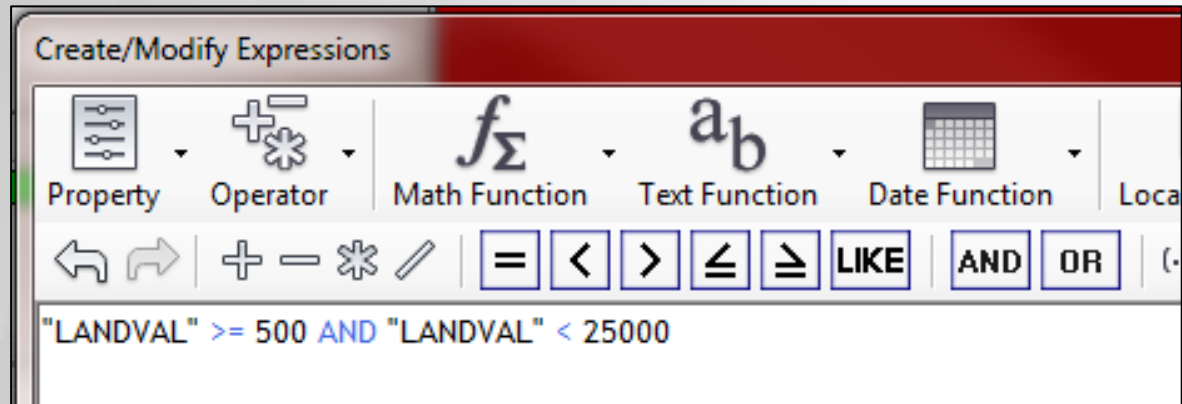 Create/Modify Expressions
Property Operator Math Function Text Function Date Function Loca
= < > ≤ ≥ LIKE AND OR (
"LANDVAL" >= 500 AND "LANDVAL" < 25000